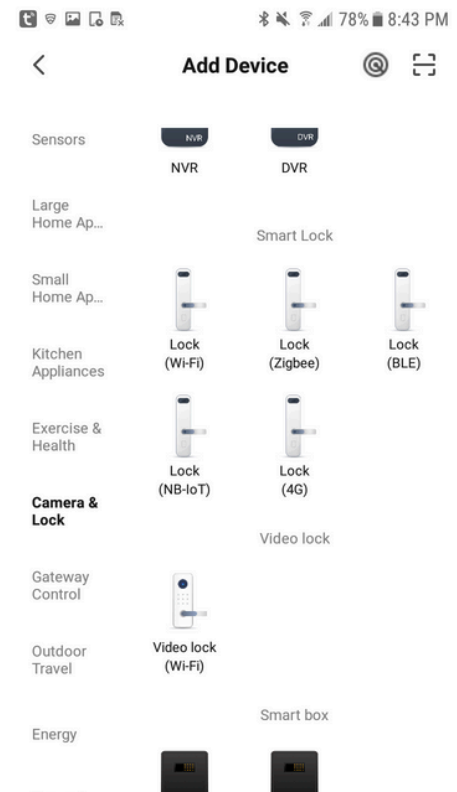 78% 8:43 PM
Add Device
Sensors
Large
Home Ap...
Small
Home Ap...
Kitchen
Appliances
Exercise &
Health
Camera &
Lock
Gateway
Control
Outdoor
Travel
Energy
NVR
DVR
NVR
DVR
Smart Lock
Lock
(Wi-Fi)
Lock
(Zigbee)
Lock
(BLE)
Lock
(NB-IoT)
Lock
(4G)
Video lock
Video lock
(Wi-Fi)
Smart box